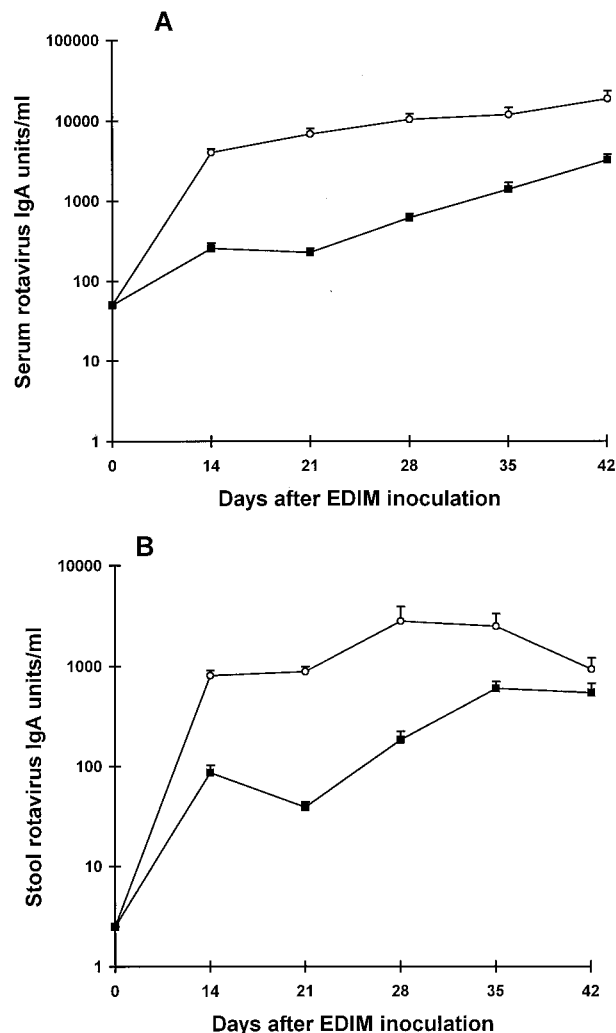 A
Serum rotavirus IgA units/ml
100000
10000
1000
100
10
1
0 14 21 28 35 42
Days after EDIM inoculation
B
Stool rotavirus IgA units/ml
10000
1000
100
10
1
0 14 21 28 35 42
Days after EDIM inoculation